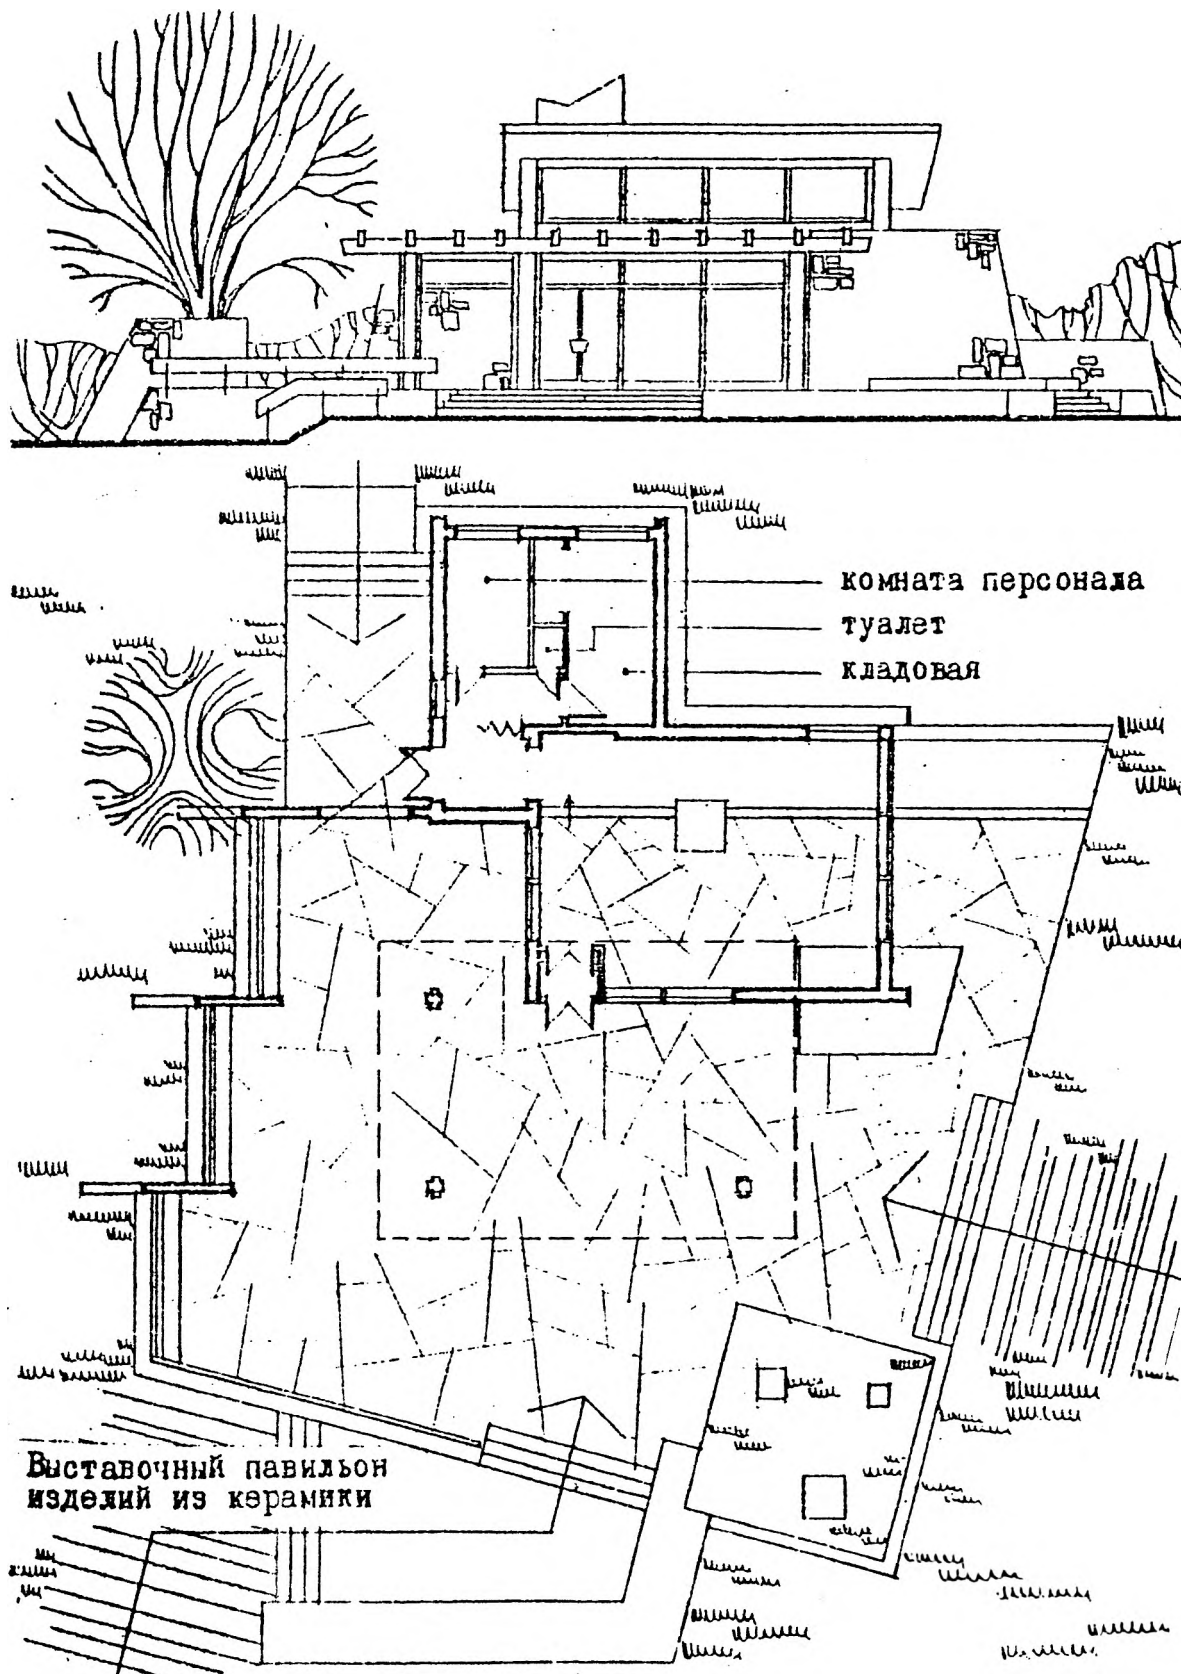 комната персонала
туалет
кладовая
Выставочный павильон
изделий из керамики